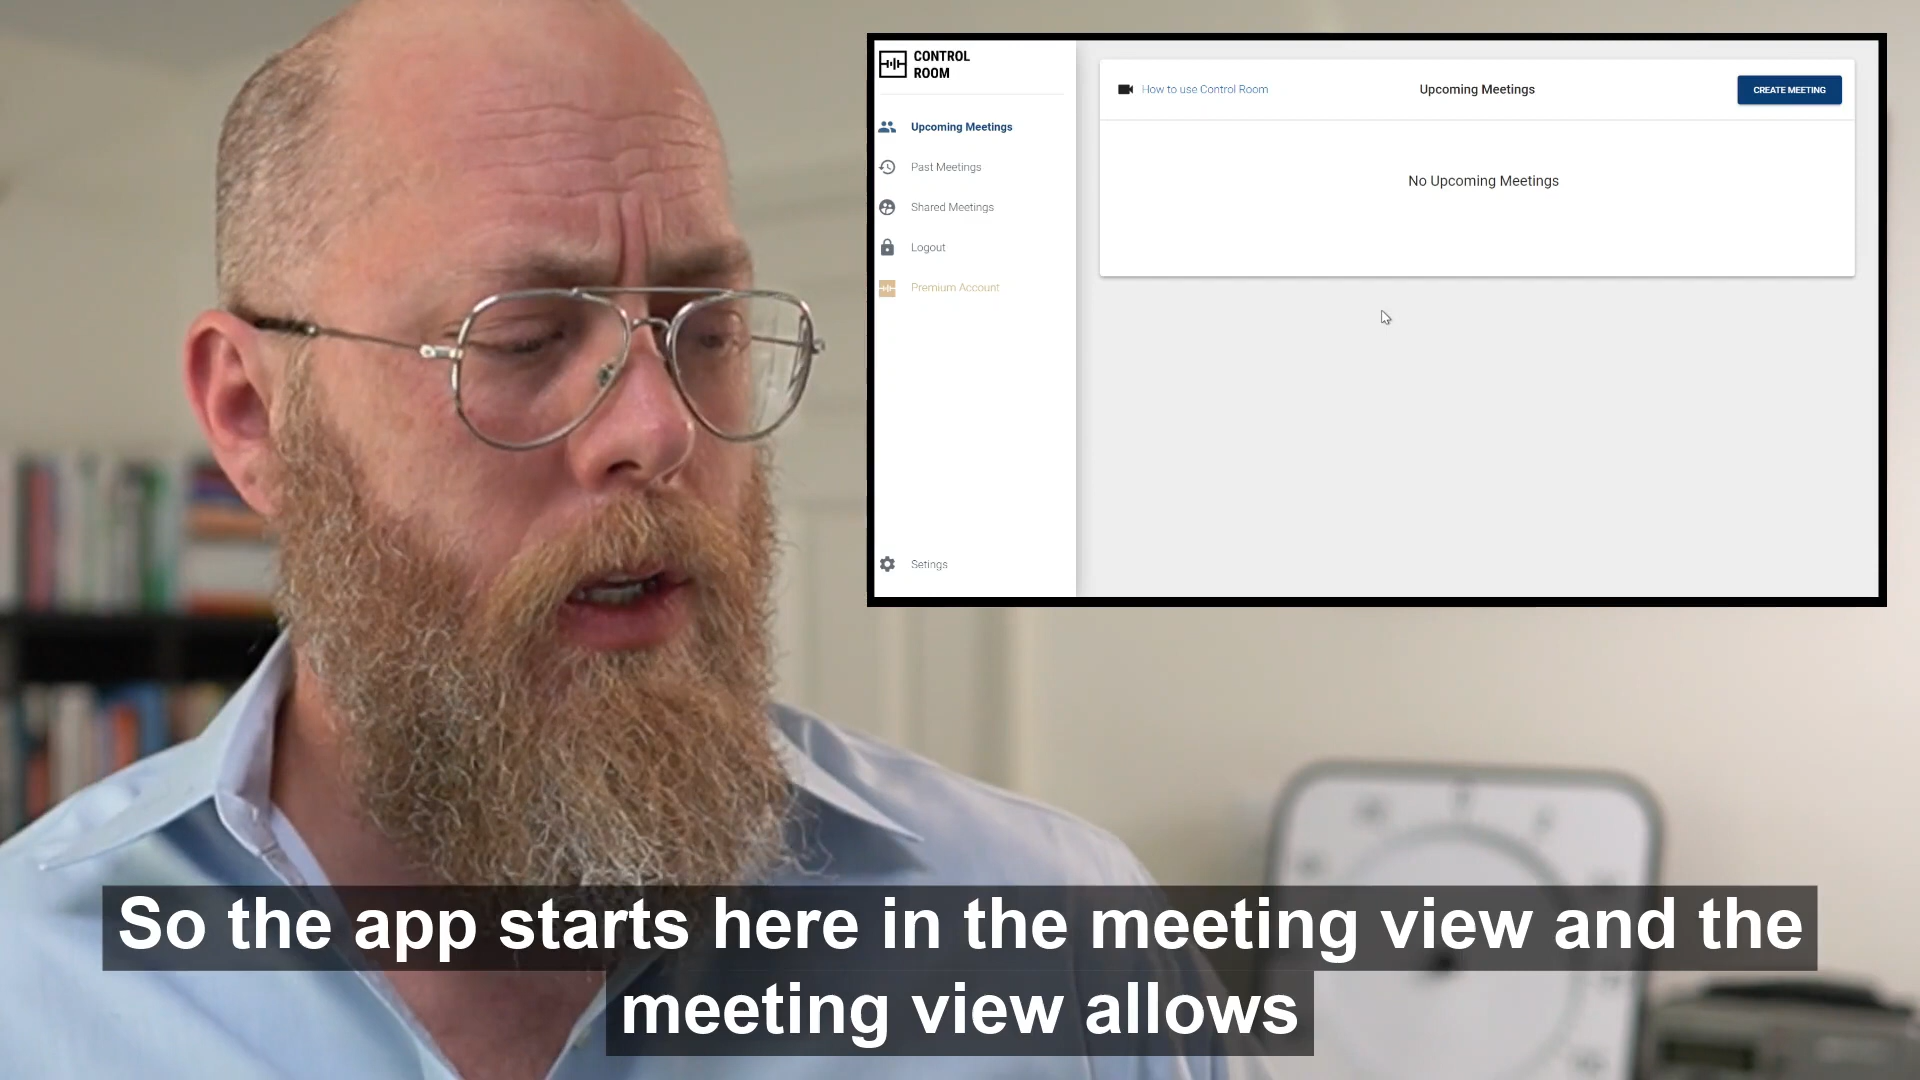 CONTROL
ROOM
Upcoming Meetings
Past Meetings
Shared Meetings
Logout
Premium Account
Setings
How to use Control Room
Upcoming Meetings
CREATE MEETING
No Upcoming Meetings
So the app starts here in the meeting view and the
meeting view allows